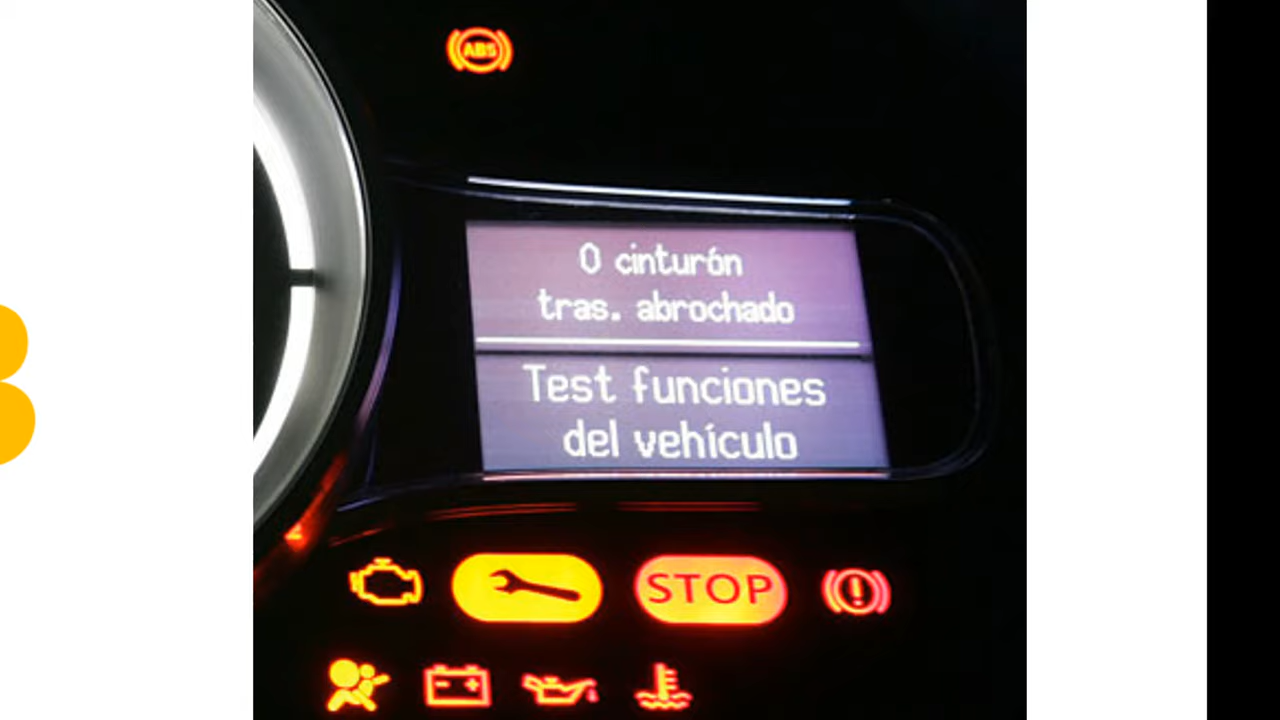 ABS
0 cinturón
tras. abrochado
Test funciones
del vehículo
STOP